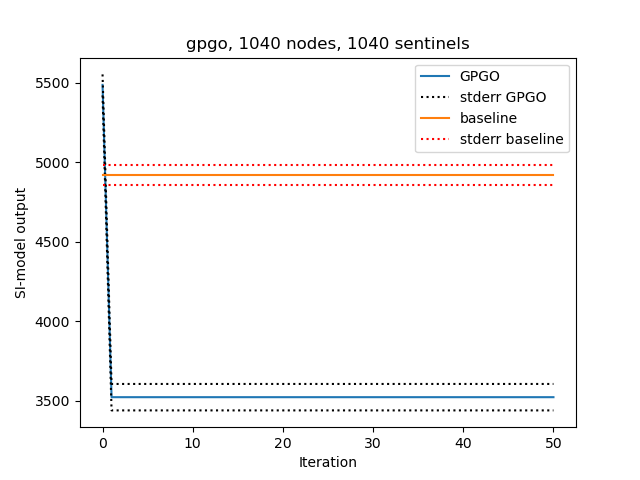 gpgo, 1040 nodes, 1040 sentinels
GPGO
stderr GPGO
baseline
stderr baseline
SI-model output
5500
5000
4500
4000
3500
0 10 20 30 40 50
Iteration